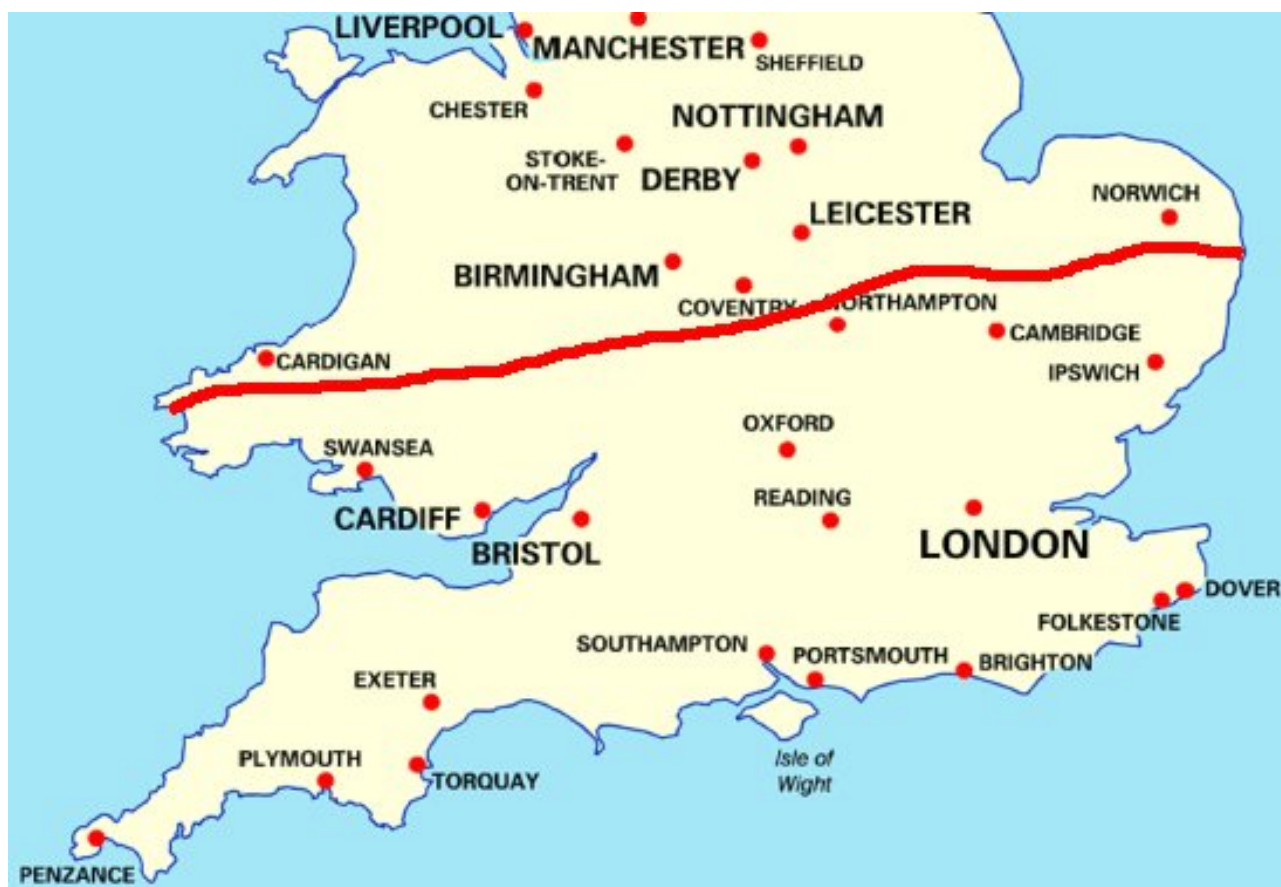 LIVERPOOL
MANCHESTER
SHEFFIELD
CHESTER
NOTTINGHAM
STOKE-
ON-TRENT
DERBY
NORWICH
LEICESTER
BIRMINGHAM
COVENTRY
NORTHAMPTON
CAMBRIDGE
CARDIGAN
IPSWICH
OXFORD
SWANSEA
READING
CARDIFF
BRISTOL
LONDON
DOVER
FOLKESTONE
SOUTHAMPTON
PORTSMOUTH
BRIGHTON
EXETER
PLYMOUTH
TORQUAY
Isle of
Wight
PENZANCE